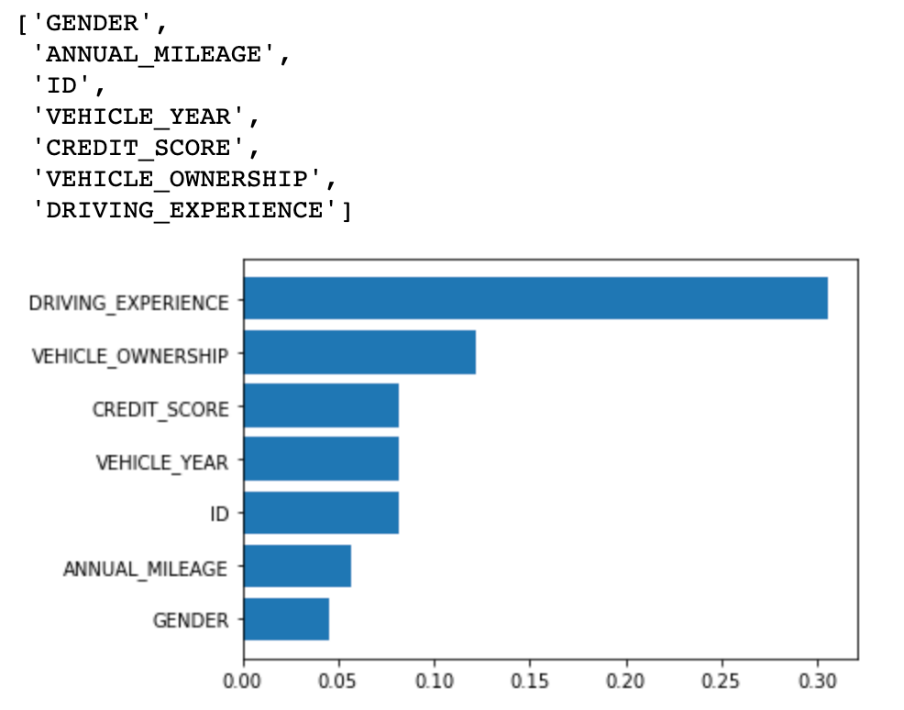 ['GENDER',
'ANNUAL_MILEAGE',
'ID',
'VEHICLE_YEAR',
'CREDIT_SCORE',
'VEHICLE_OWNERSHIP',
'DRIVING_EXPERIENCE']
DRIVING_EXPERIENCE
VEHICLE_OWNERSHIP
CREDIT_SCORE
VEHICLE_YEAR
ID
ANNUAL_MILEAGE
GENDER
0.00 0.05 0.10 0.15 0.20 0.25 0.30